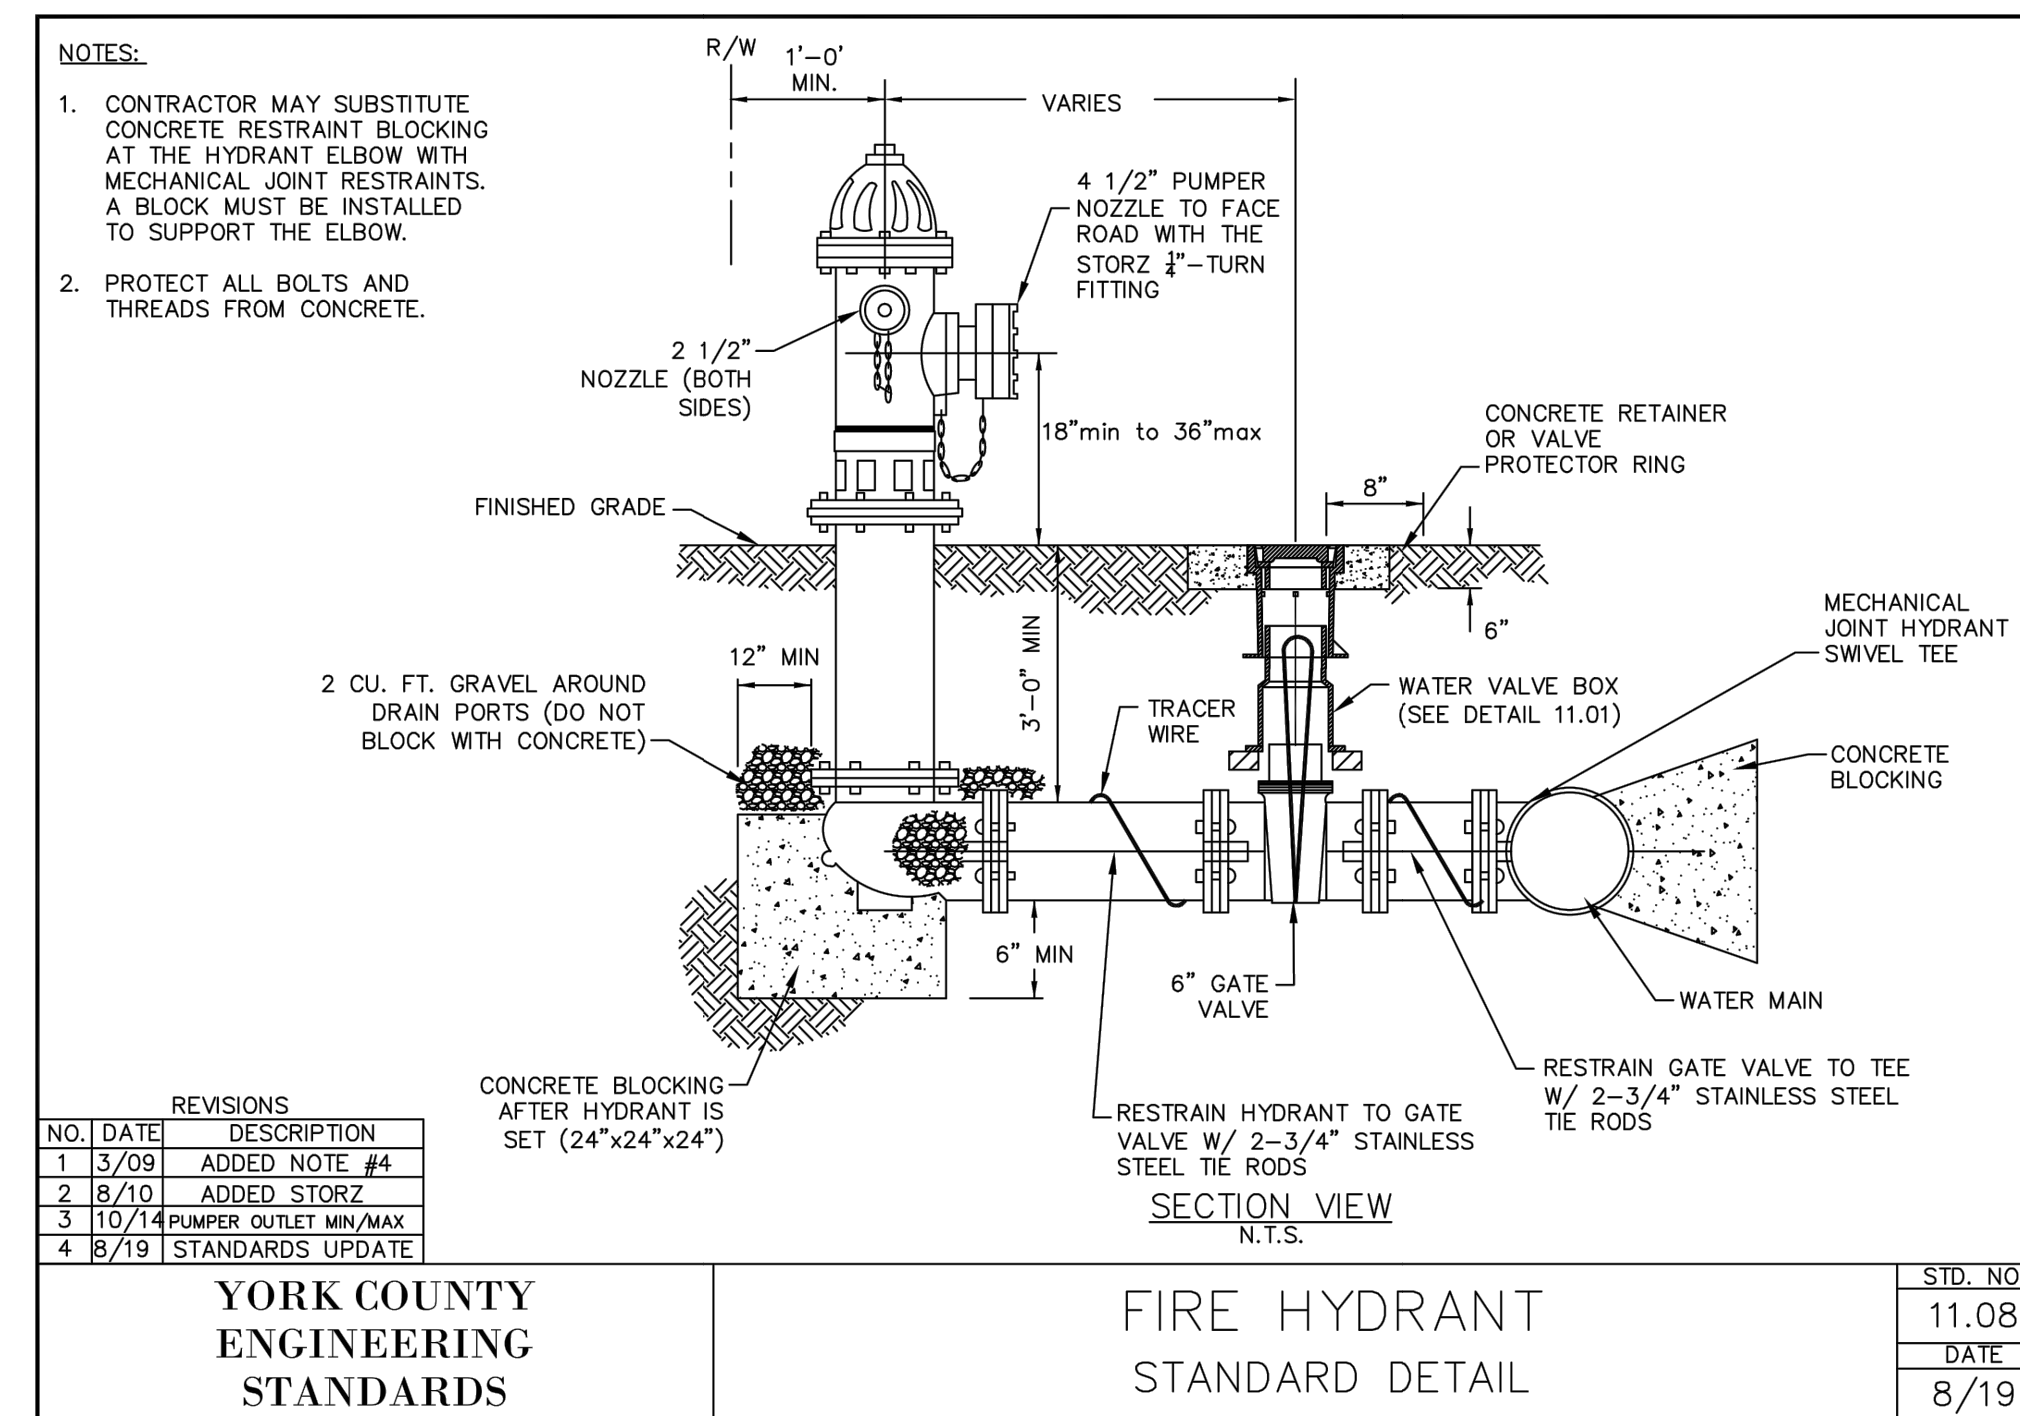 NOTES:
1. CONTRACTOR MAY SUBSTITUTE
CONCRETE RESTRAINT BLOCKING
AT THE HYDRANT ELBOW WITH
MECHANICAL JOINT RESTRAINTS.
A BLOCK MUST BE INSTALLED
TO SUPPORT THE ELBOW.
2. PROTECT ALL BOLTS AND
THREADS FROM CONCRETE.
R/W
1'-0'
MIN.
VARIES
4 1/2" PUMPER
NOZZLE TO FACE
ROAD WITH THE
STORZ ¼"-TURN
FITTING
2 1/2"
NOZZLE (BOTH
SIDES)
18"min to 36"max
CONCRETE RETAINER
OR VALVE
PROTECTOR RING
8"
FINISHED GRADE
6"
MECHANICAL
JOINT HYDRANT
SWIVEL TEE
12" MIN
3'-0" MIN
2 CU. FT. GRAVEL AROUND
DRAIN PORTS (DO NOT
BLOCK WITH CONCRETE)
TRACER
WIRE
WATER VALVE BOX
(SEE DETAIL 11.01)
CONCRETE
BLOCKING
6" MIN
6" GATE
VALVE
WATER MAIN
CONCRETE BLOCKING
AFTER HYDRANT IS
SET (24"x24"x24")
RESTRAIN HYDRANT TO GATE
VALVE W/ 2-3/4" STAINLESS
STEEL TIE RODS
RESTRAIN GATE VALVE TO TEE
W/ 2-3/4" STAINLESS STEEL
TIE RODS
SECTION VIEW
N.T.S.
REVISIONS
NO. DATE DESCRIPTION
1 3/09 ADDED NOTE #4
2 8/10 ADDED STORZ
3 10/14 PUMPER OUTLET MIN/MAX
4 8/19 STANDARDS UPDATE
YORK COUNTY
ENGINEERING
STANDARDS
FIRE HYDRANT
STANDARD DETAIL
STD. NO
11.08
DATE
8/19